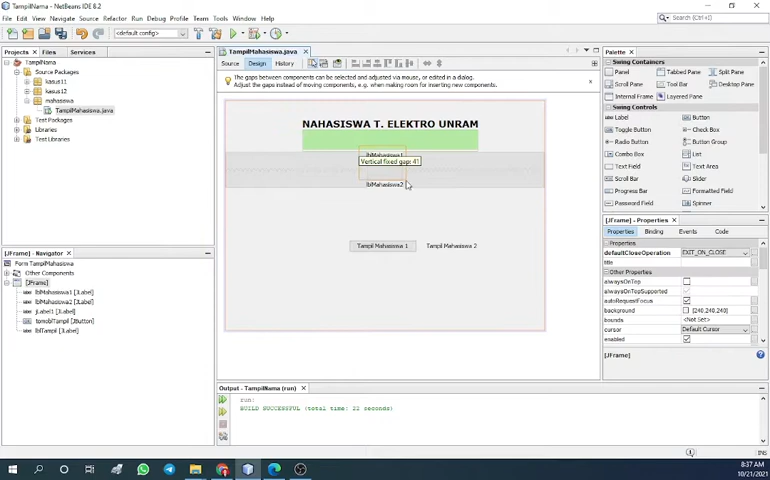 TampilNama - NetBeans IDE 8.2
File Edit View Navigate Source Refactor Run Debug Profile Team Tools Window Help
Search (Ctrl+I)
<default config>
Projects Files Services
TampilNama
Source Packages
kasus11
kasus12
mahasiswa
TampilMahasiswa.java
Test Packages
Libraries
Test Libraries
[JFrame] - Navigator
Form TampilMahasiswa
Other Components
[JFrame]
lblMahasiswa1 [JLabel]
lblMahasiswa2 [JLabel]
jLabel1 [JLabel]
tomoblTampil [JButton]
lblTampil [JLabel]
TampilMahasiswa.java
Source Design History
The gaps between components can be selected and adjusted via mouse, or edited in a dialog.
Adjust the gaps instead of moving components, e.g. when making room for inserting new components.
NAHASISWA T. ELEKTRO UNRAM
lblMahasiswa1
Vertical fixed gap: 41
lblMahasiswa2
Tampil Mahasiswa 1 Tampil Mahasiswa 2
Output - TampilNama (run)
run:
BUILD SUCCESSFUL (total time: 22 seconds)
Palette
Swing Containers
Panel Tabbed Pane Split Pane
Scroll Pane Tool Bar Desktop Pane
Internal Frame Layered Pane
Swing Controls
Label Button
Toggle Button Check Box
Radio Button Button Group
Combo Box List
Text Field Text Area
Scroll Bar Slider
Progress Bar Formatted Field
Password Field Spinner
[JFrame] - Properties
Properties Binding Events Code
Properties
defaultCloseOperation EXIT_ON_CLOSE
title
Other Properties
alwaysOnTop
alwaysOnTopSupported
autoRequestFocus
background [240,240,240]
bounds <Not Set>
cursor Default Cursor
enabled
[JFrame]
INS
8:37 AM
10/21/2021